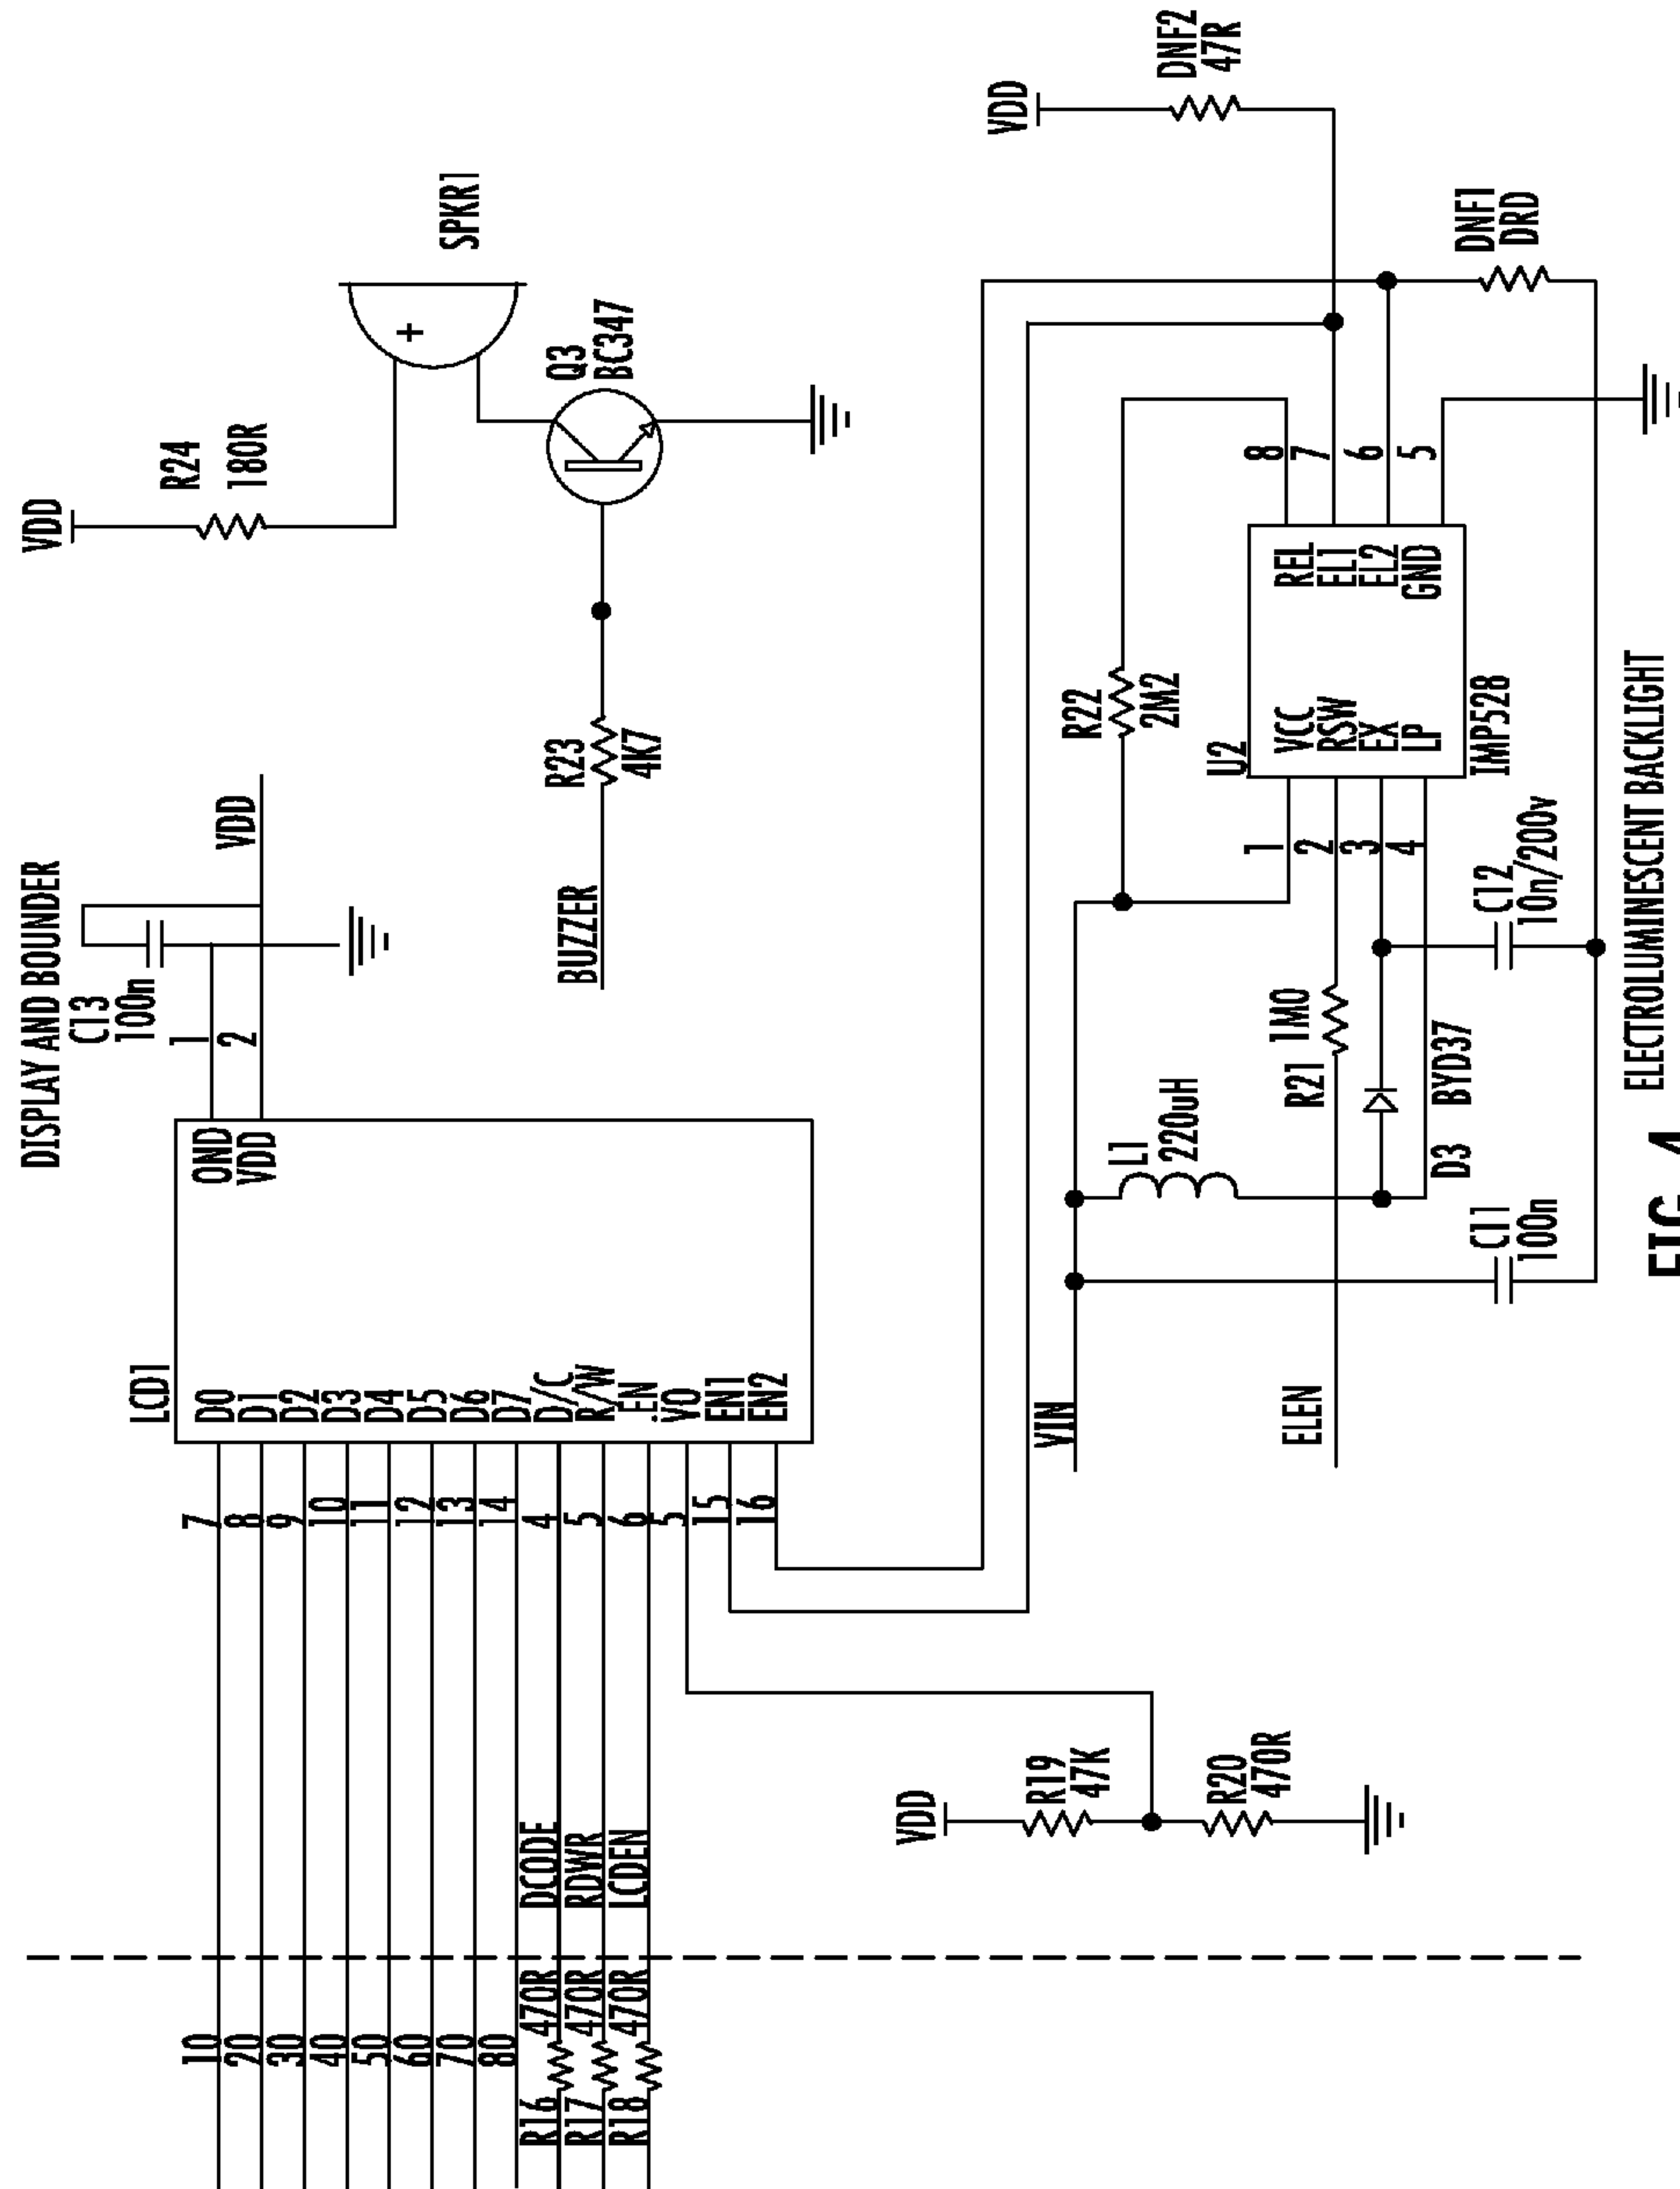 DISPLAY AND BOUNDER
C13
100n
1
2
VDD
LCD1
OND
VDD
D0
D1
D2
D3
D4
D5
D6
D7
D/C
R/W
.EN
VO
EN1
EN2
7
8
9
10
11
12
13
14
4
5
6
5
15
16
10
20
30
40
50
60
70
80
R16 470R DCODE
R17 470R RDWR
R18 470R LCDEN
VDD
R24
180R
SPKR1
+
Q3
BC347
R23
4K7
BUZZER
VDD
R19
47K
R20
470R
VIN
ELEN
L1
220uH
R21 1M0
D3 BYD37
C11
100n
C12
10n/200v
R22
2M2
U2
VCC
RSW
EX
LP
REL
EL1
EL2
GND
IMP528
1
2
3
4
8
7
6
5
VDD
DNF2
47R
DNF1
DRD
ELECTROLUMINESCENT BACKLIGHT